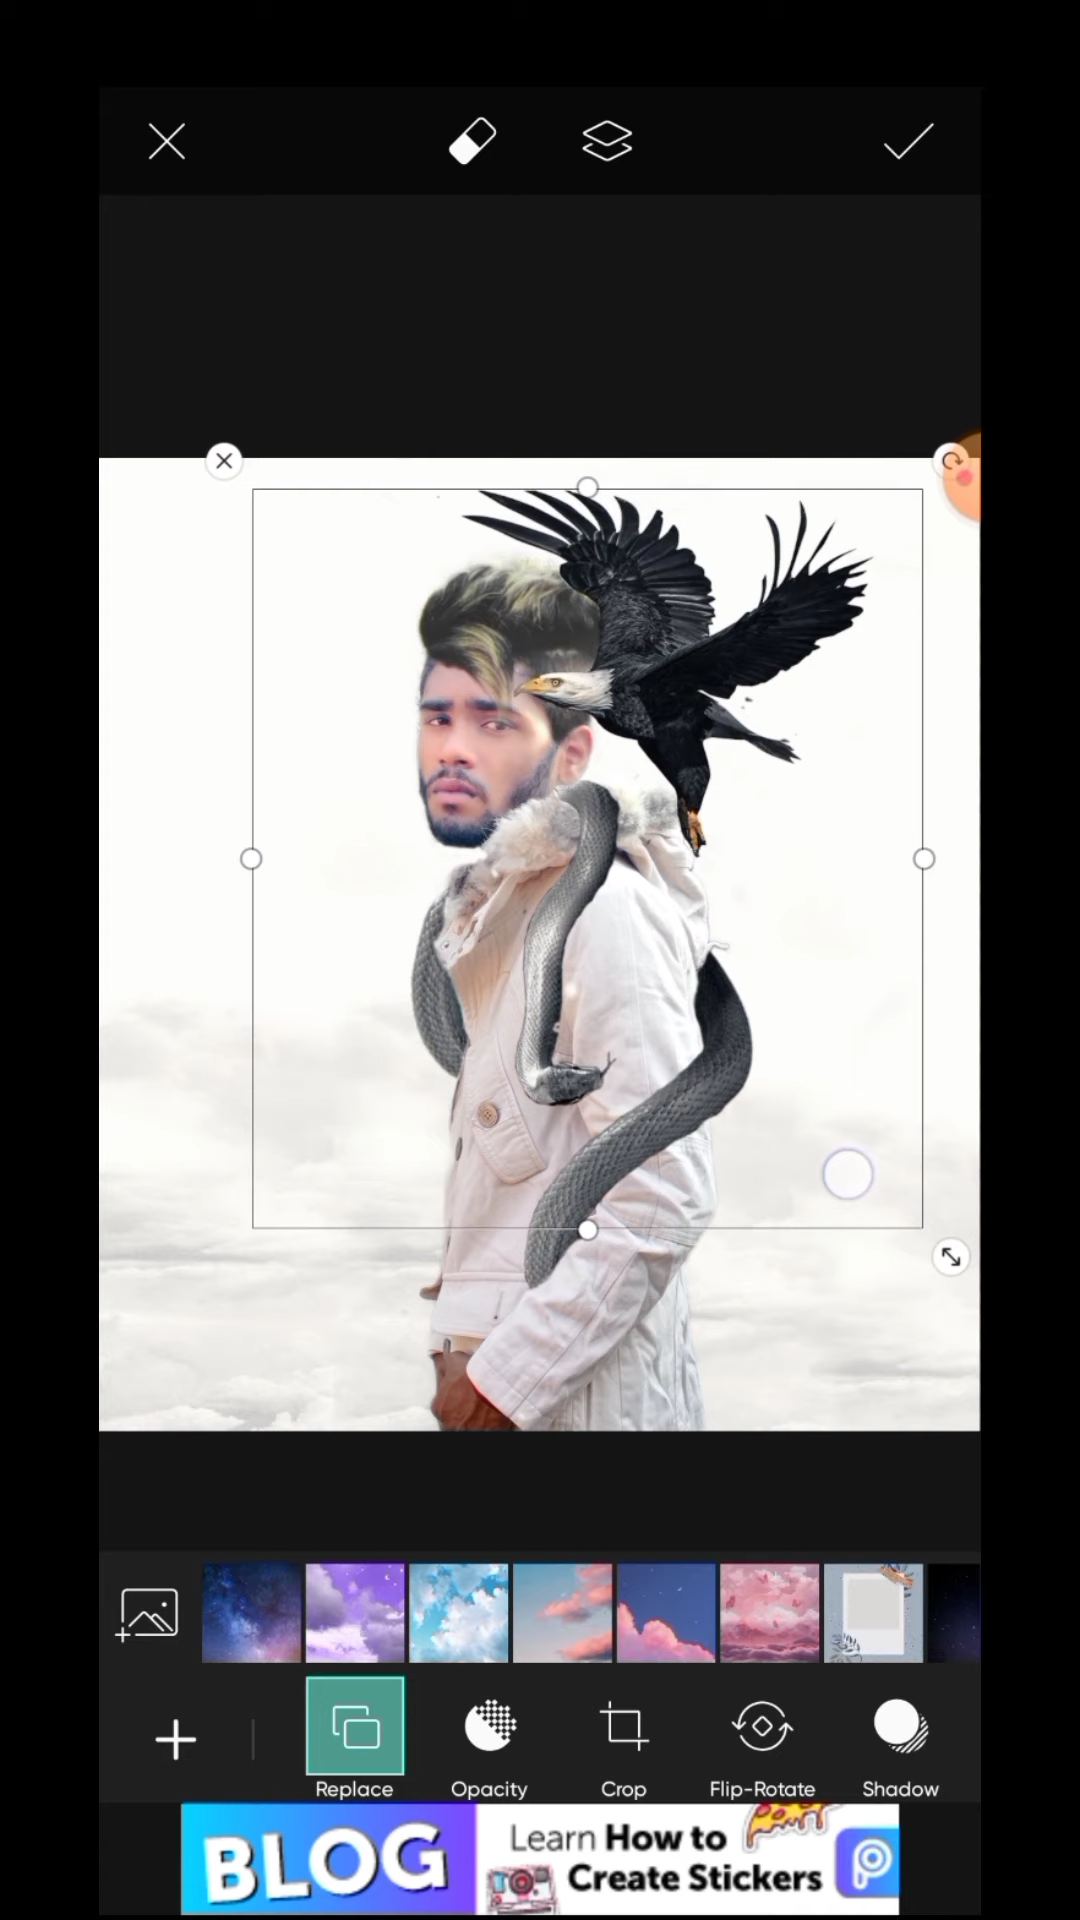 Replace
Opacity
Crop
Flip-Rotate
Shadow
BLOG
Learn How to
Create Stickers